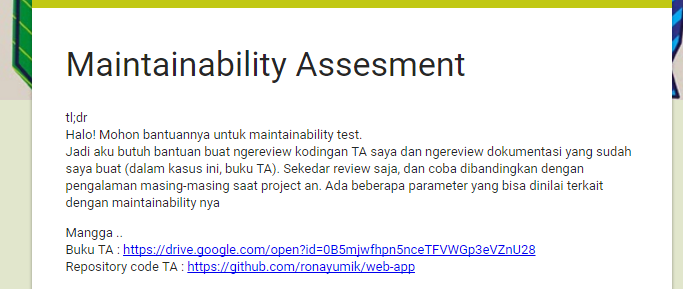 Maintainability Assesment
tl;dr
Halo! Mohon bantuannya untuk maintainability test.
Jadi aku butuh bantuan buat ngereview kodingan TA saya dan ngereview dokumentasi yang sudah
saya buat (dalam kasus ini, buku TA). Sekedar review saja, dan coba dibandingkan dengan
pengalaman masing-masing saat project an. Ada beberapa parameter yang bisa dinilai terkait
dengan maintainability nya
Mangga ..
Buku TA : https://drive.google.com/open?id=0B5mjwfhpn5nceTFVWGp3eVZnU28
Repository code TA : https://github.com/ronayumik/web-app